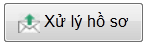 Xử lý hồ sơ